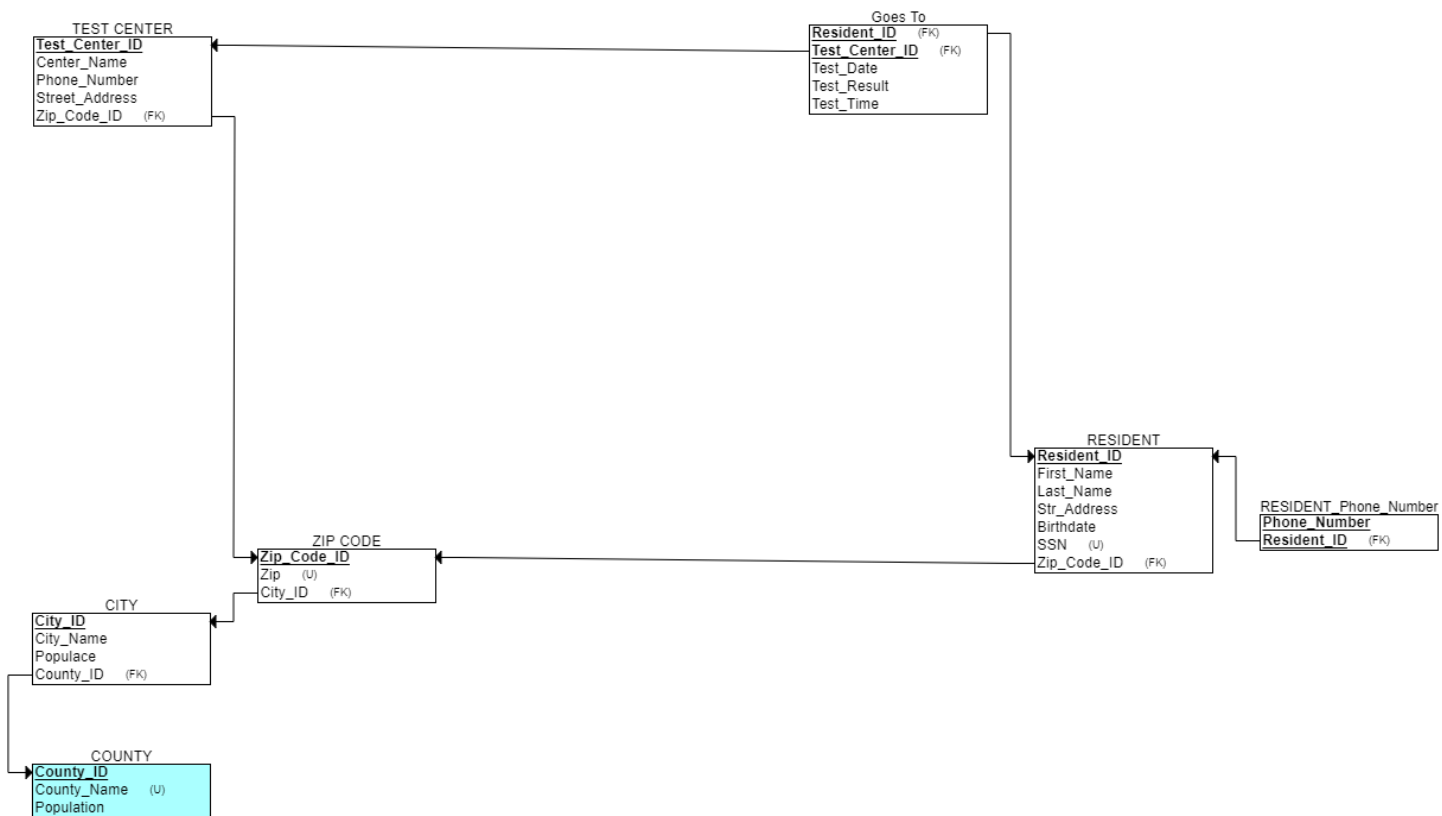 TEST CENTER
Test_Center_ID
Center_Name
Phone_Number
Street_Address
Zip_Code_ID (FK)
Goes To
Resident_ID (FK)
Test_Center_ID (FK)
Test_Date
Test_Result
Test_Time
RESIDENT
Resident_ID
First_Name
Last_Name
Str_Address
Birthdate
SSN (U)
Zip_Code_ID (FK)
RESIDENT_Phone_Number
Phone_Number
Resident_ID (FK)
ZIP CODE
Zip_Code_ID
Zip (U)
City_ID (FK)
CITY
City_ID
City_Name
Populace
County_ID (FK)
COUNTY
County_ID
County_Name (U)
Population